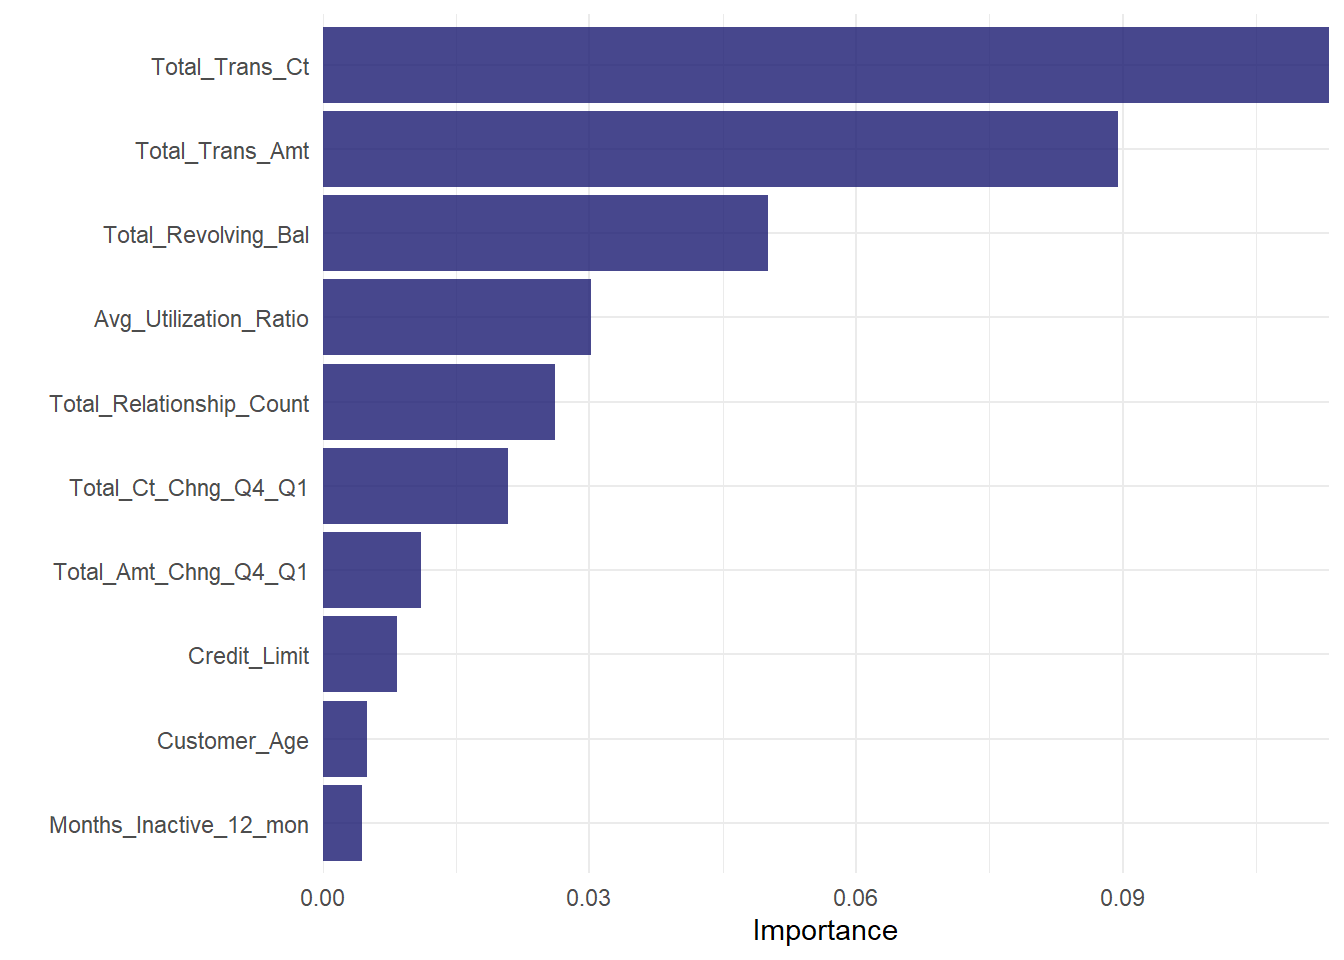 Total_Trans_Ct
Total_Trans_Amt
Total_Revolving_Bal
Avg_Utilization_Ratio
Total_Relationship_Count
Total_Ct_Chng_Q4_Q1
Total_Amt_Chng_Q4_Q1
Credit_Limit
Customer_Age
Months_Inactive_12_mon
0.00 0.03 0.06 0.09
Importance